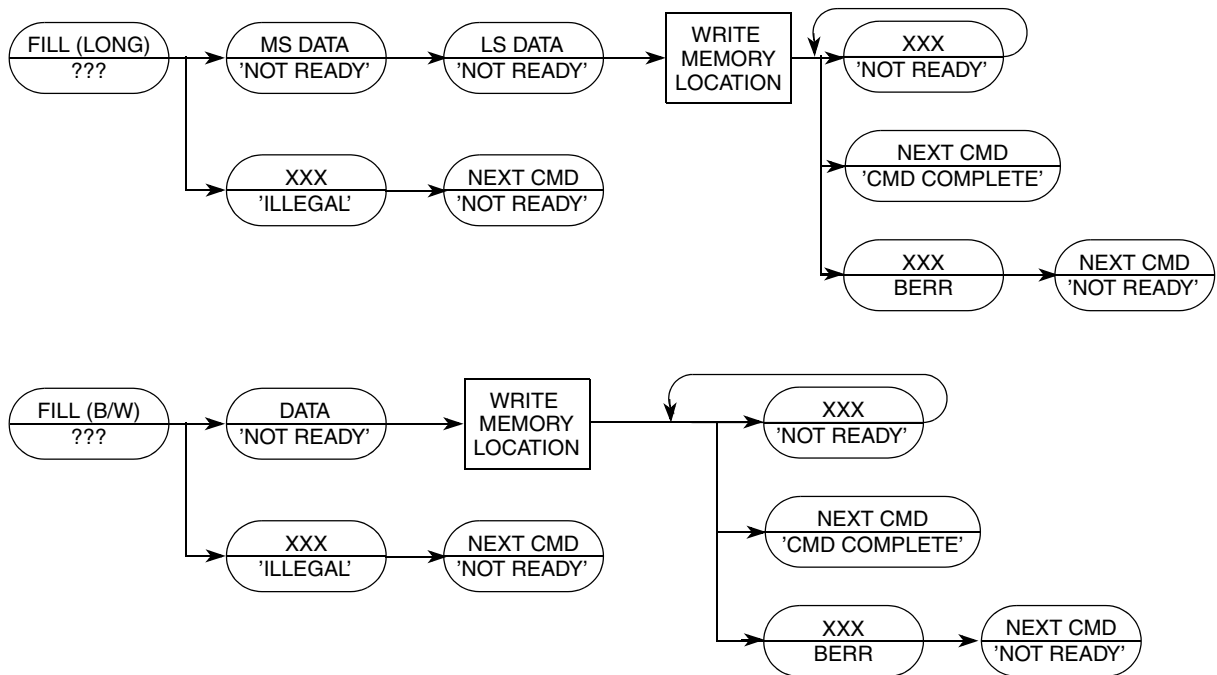 FILL (LONG)
???
MS DATA
'NOT READY'
LS DATA
'NOT READY'
WRITE
MEMORY
LOCATION
XXX
'NOT READY'
XXX
'ILLEGAL'
NEXT CMD
'NOT READY'
NEXT CMD
'CMD COMPLETE'
XXX
BERR
NEXT CMD
'NOT READY'
FILL (B/W)
???
DATA
'NOT READY'
WRITE
MEMORY
LOCATION
XXX
'NOT READY'
XXX
'ILLEGAL'
NEXT CMD
'NOT READY'
NEXT CMD
'CMD COMPLETE'
XXX
BERR
NEXT CMD
'NOT READY'